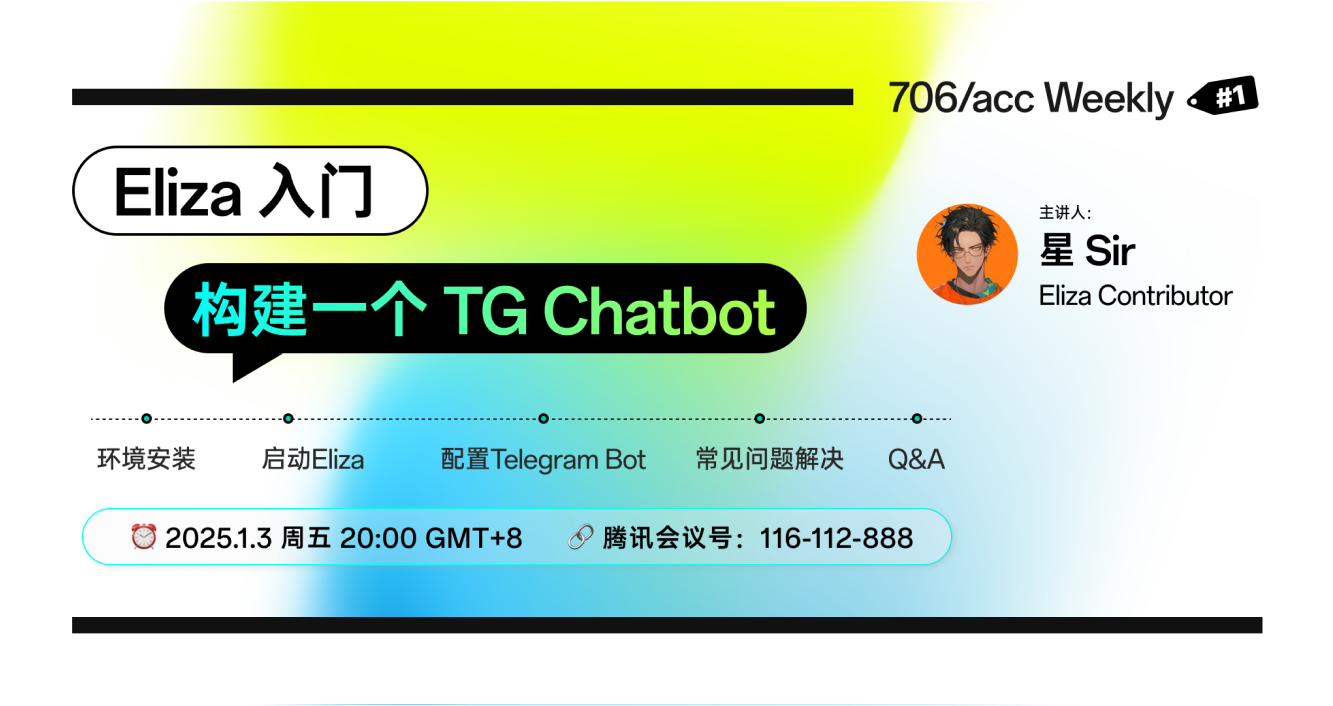 706/acc Weekly #1
Eliza 入门
构建一个 TG Chatbot
主讲人：
星 Sir
Eliza Contributor
环境安装 启动Eliza 配置Telegram Bot 常见问题解决 Q&A
⏰ 2025.1.3 周五 20:00 GMT+8 🔗 腾讯会议号：116-112-888